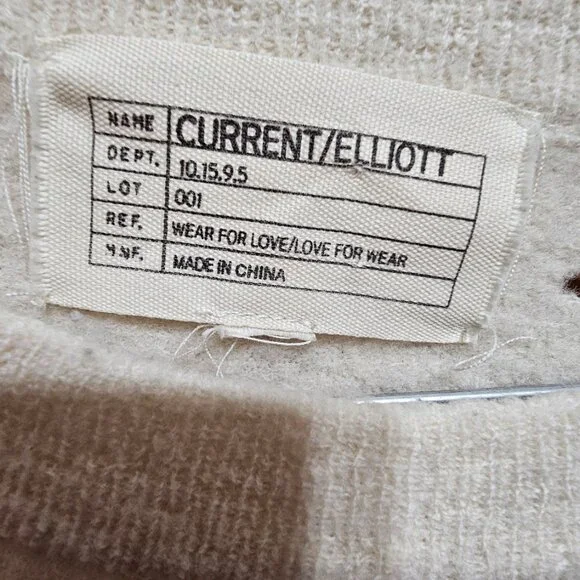 NAME CURRENT/ELLIOTT
DEPT. 10.15.9.5
LOT 001
REF. WEAR FOR LOVE/LOVE FOR WEAR
MNF. MADE IN CHINA